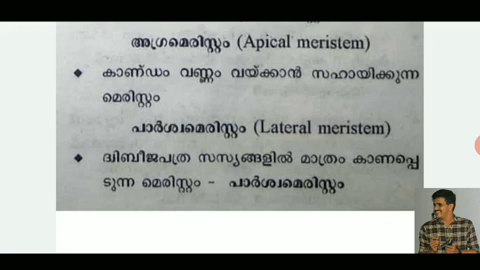 അഗ്രമെരിസ്റ്റം (Apical meristem)
◆ കാണ്ഡം വണ്ണം വയ്ക്കാൻ സഹായിക്കുന്ന
മെരിസ്റ്റം
പാർശ്വമെരിസ്റ്റം (Lateral meristem)
◆ ദ്വിബീജപത്ര സസ്യങ്ങളിൽ മാത്രം കാണപ്പെ
ടുന്ന മെരിസ്റ്റം - പാർശ്വമെരിസ്റ്റം